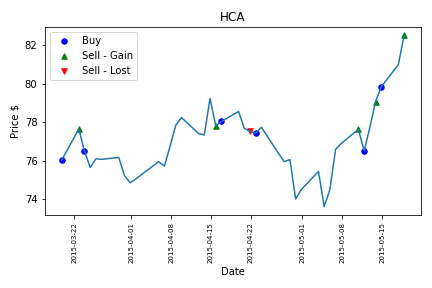 HCA
Buy
Sell - Gain
Sell - Lost
Price $
82
80
78
76
74
2015-03-22
2015-04-01
2015-04-08
2015-04-15
2015-04-22
2015-05-01
2015-05-08
2015-05-15
Date